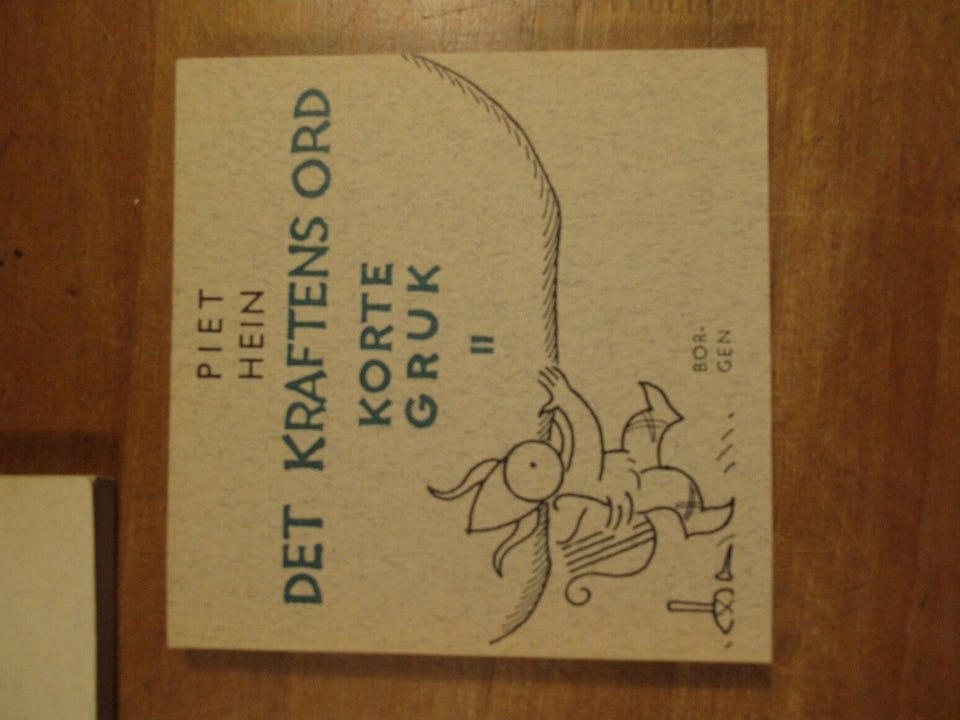 PIET
HEIN
DET KRAFTENS ORD
KORTE
GRUK
II
BOR-
GEN